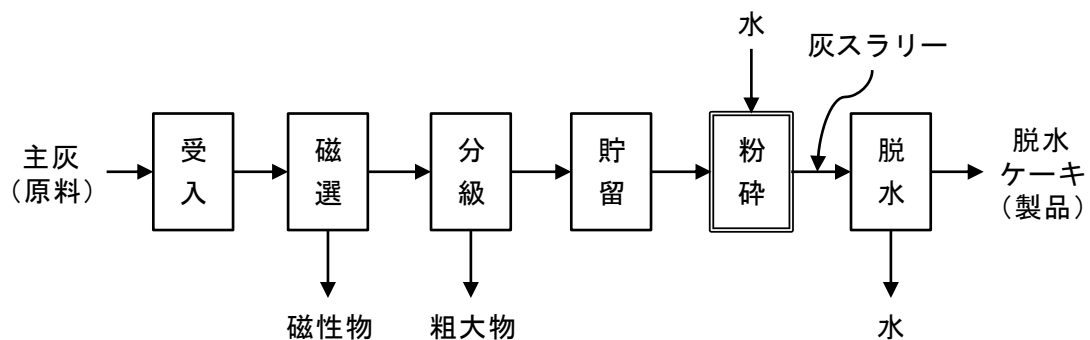 水
灰スラリー
主灰
(原料)
受
入
磁
選
分
級
貯
留
粉
砕
脱
水
脱水
ケーキ
(製品)
磁性物
粗大物
水